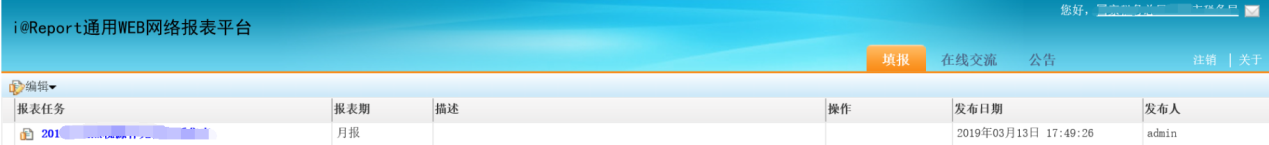 您好，
i@Report通用WEB网络报表平台
填报 在线交流 公告 注销 | 关于
编辑
报表任务 报表期 描述 操作 发布日期 发布人
201 月报 2019年03月13日 17:49:26 admin